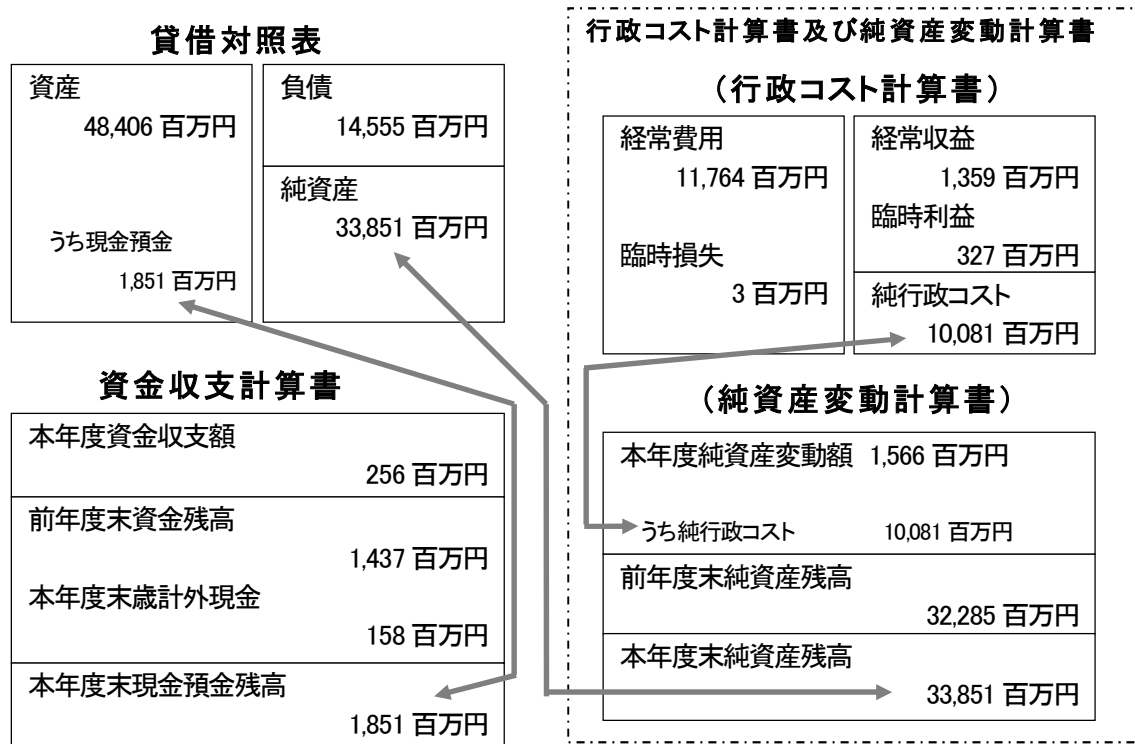 貸借対照表
資産
48,406 百万円
うち現金預金
1,851 百万円
負債
14,555 百万円
純資産
33,851 百万円
資金収支計算書
本年度資金収支額
256 百万円
前年度末資金残高
1,437 百万円
本年度末歳計外現金
158 百万円
本年度末現金預金残高
1,851 百万円
行政コスト計算書及び純資産変動計算書
（行政コスト計算書）
経常費用
11,764 百万円
臨時損失
3 百万円
経常収益
1,359 百万円
臨時利益
327 百万円
純行政コスト
10,081 百万円
（純資産変動計算書）
本年度純資産変動額 1,566 百万円
うち純行政コスト 10,081 百万円
前年度末純資産残高
32,285 百万円
本年度末純資産残高
33,851 百万円